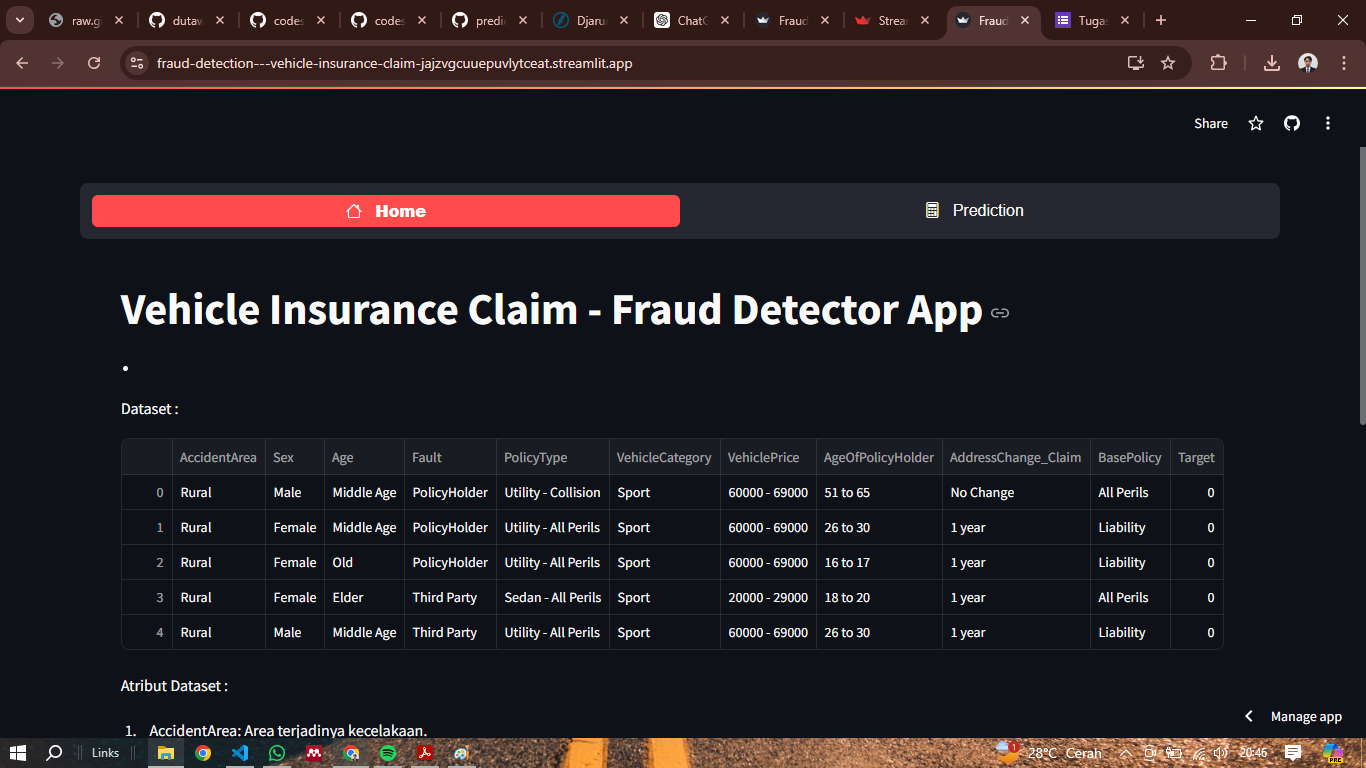 raw.gi dutaw codes codes predic Djaru ChatG Fraud Strear Fraud Tugas
fraud-detection---vehicle-insurance-claim-jajzvgcuuepuvlytceat.streamlit.app
Share
Home Prediction
Vehicle Insurance Claim - Fraud Detector App
Dataset :
AccidentArea Sex Age Fault PolicyType VehicleCategory VehiclePrice AgeOfPolicyHolder AddressChange_Claim BasePolicy Target
0 Rural Male Middle Age PolicyHolder Utility - Collision Sport 60000 - 69000 51 to 65 No Change All Perils 0
1 Rural Female Middle Age PolicyHolder Utility - All Perils Sport 60000 - 69000 26 to 30 1 year Liability 0
2 Rural Female Old PolicyHolder Utility - All Perils Sport 60000 - 69000 16 to 17 1 year Liability 0
3 Rural Female Elder Third Party Sedan - All Perils Sport 20000 - 29000 18 to 20 1 year All Perils 0
4 Rural Male Middle Age Third Party Utility - All Perils Sport 60000 - 69000 26 to 30 1 year Liability 0
Atribut Dataset :
1. AccidentArea: Area terjadinya kecelakaan.
Manage app
Links 1 28°C Cerah 20:46 PRE